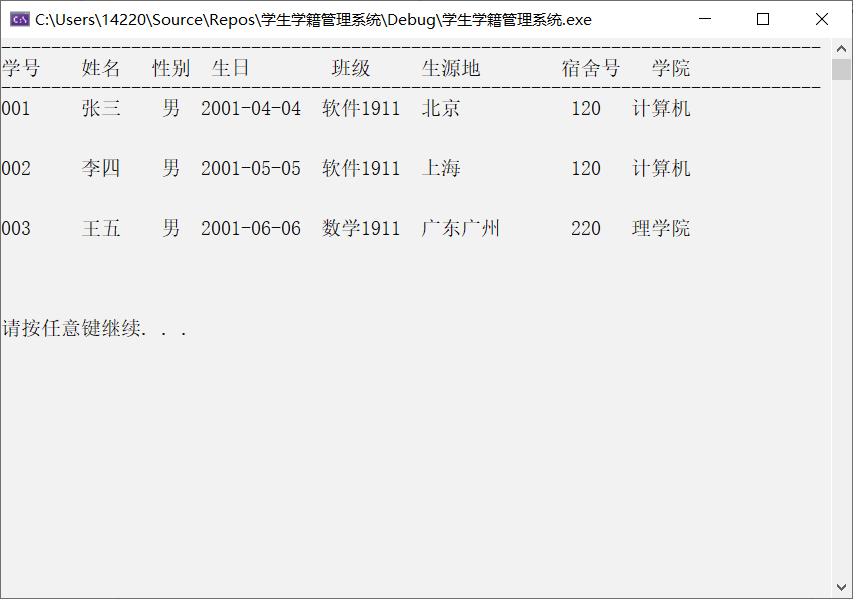 C:\Users\14220\Source\Repos\学生学籍管理系统\Debug\学生学籍管理系统.exe
----------------------------------------------------------------------------------
学号    姓名   性别  生日        班级     生源地        宿舍号   学院
----------------------------------------------------------------------------------
001     张三    男  2001-04-04  软件1911  北京           120   计算机
002     李四    男  2001-05-05  软件1911  上海           120   计算机
003     王五    男  2001-06-06  数学1911  广东广州       220   理学院
请按任意键继续. . .